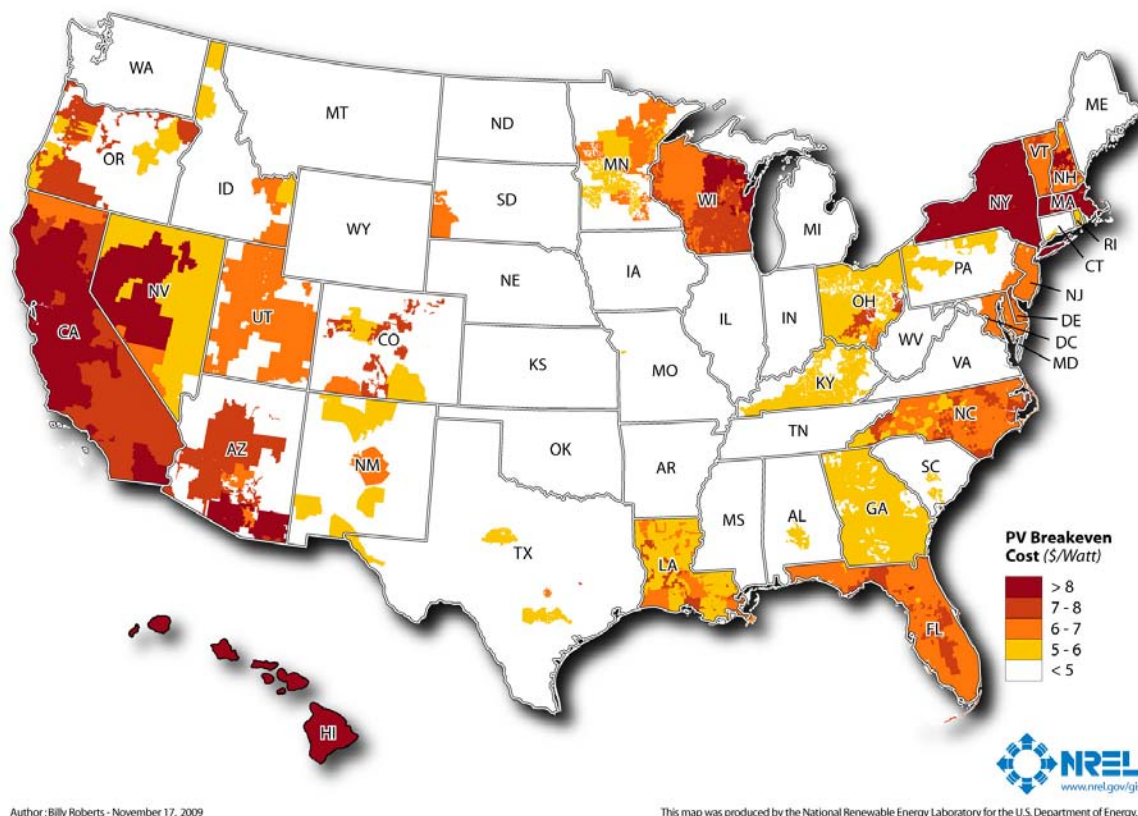 WA
MT
ND
MN
ME
OR
ID
SD
WI
VT
NH
NY
MA
WY
MI
RI
CT
NE
IA
PA
NJ
NV
UT
CO
OH
DE
IL
IN
DC
CA
WV
MD
KS
MO
KY
VA
AZ
NM
OK
TN
NC
AR
SC
MS
AL
GA
TX
LA
FL
HI
PV Breakeven
Cost ($/Watt)
> 8
7 - 8
6 - 7
5 - 6
< 5
NREL
www.nrel.gov/gi
Author : Billy Roberts - November 17, 2009
This map was produced by the National Renewable Energy Laboratory for the U.S. Department of Energy.